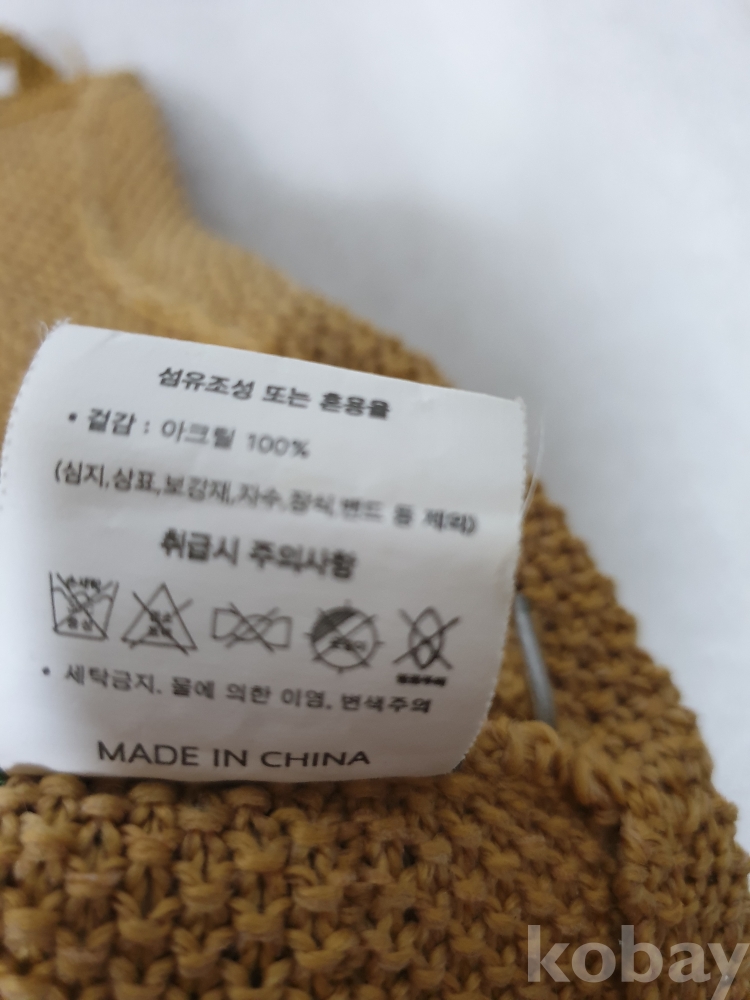 섬유조성 또는 혼용율
• 겉감 : 아크릴 100%
(심지,상표,보강재,자수,장식,밴드 등 제외)
취급시 주의사항
• 세탁금지. 물에 의한 이염, 변색주의
MADE IN CHINA
kobay